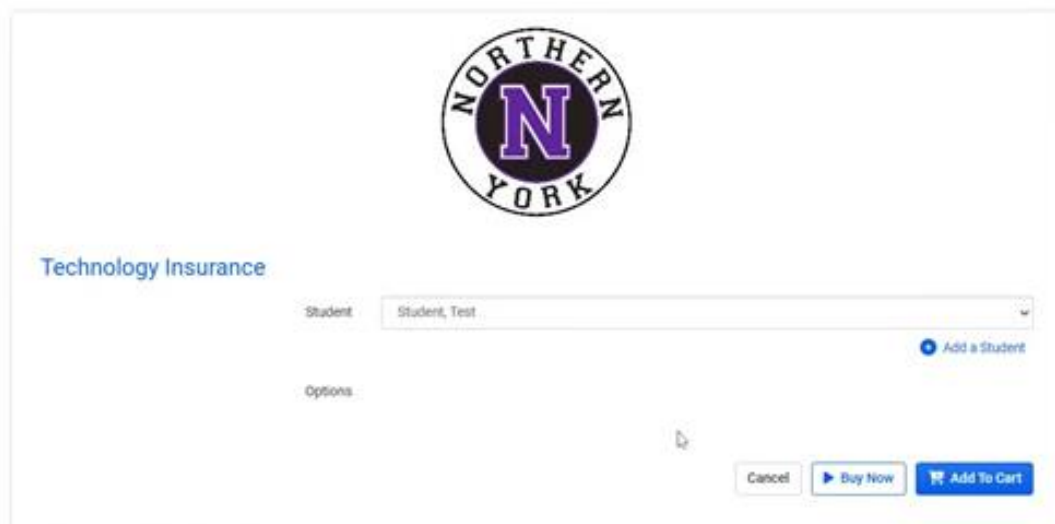 NORTHERN
N
YORK
Technology Insurance
Student
Student, Test
Add a Student
Options
Cancel
Buy Now
Add To Cart